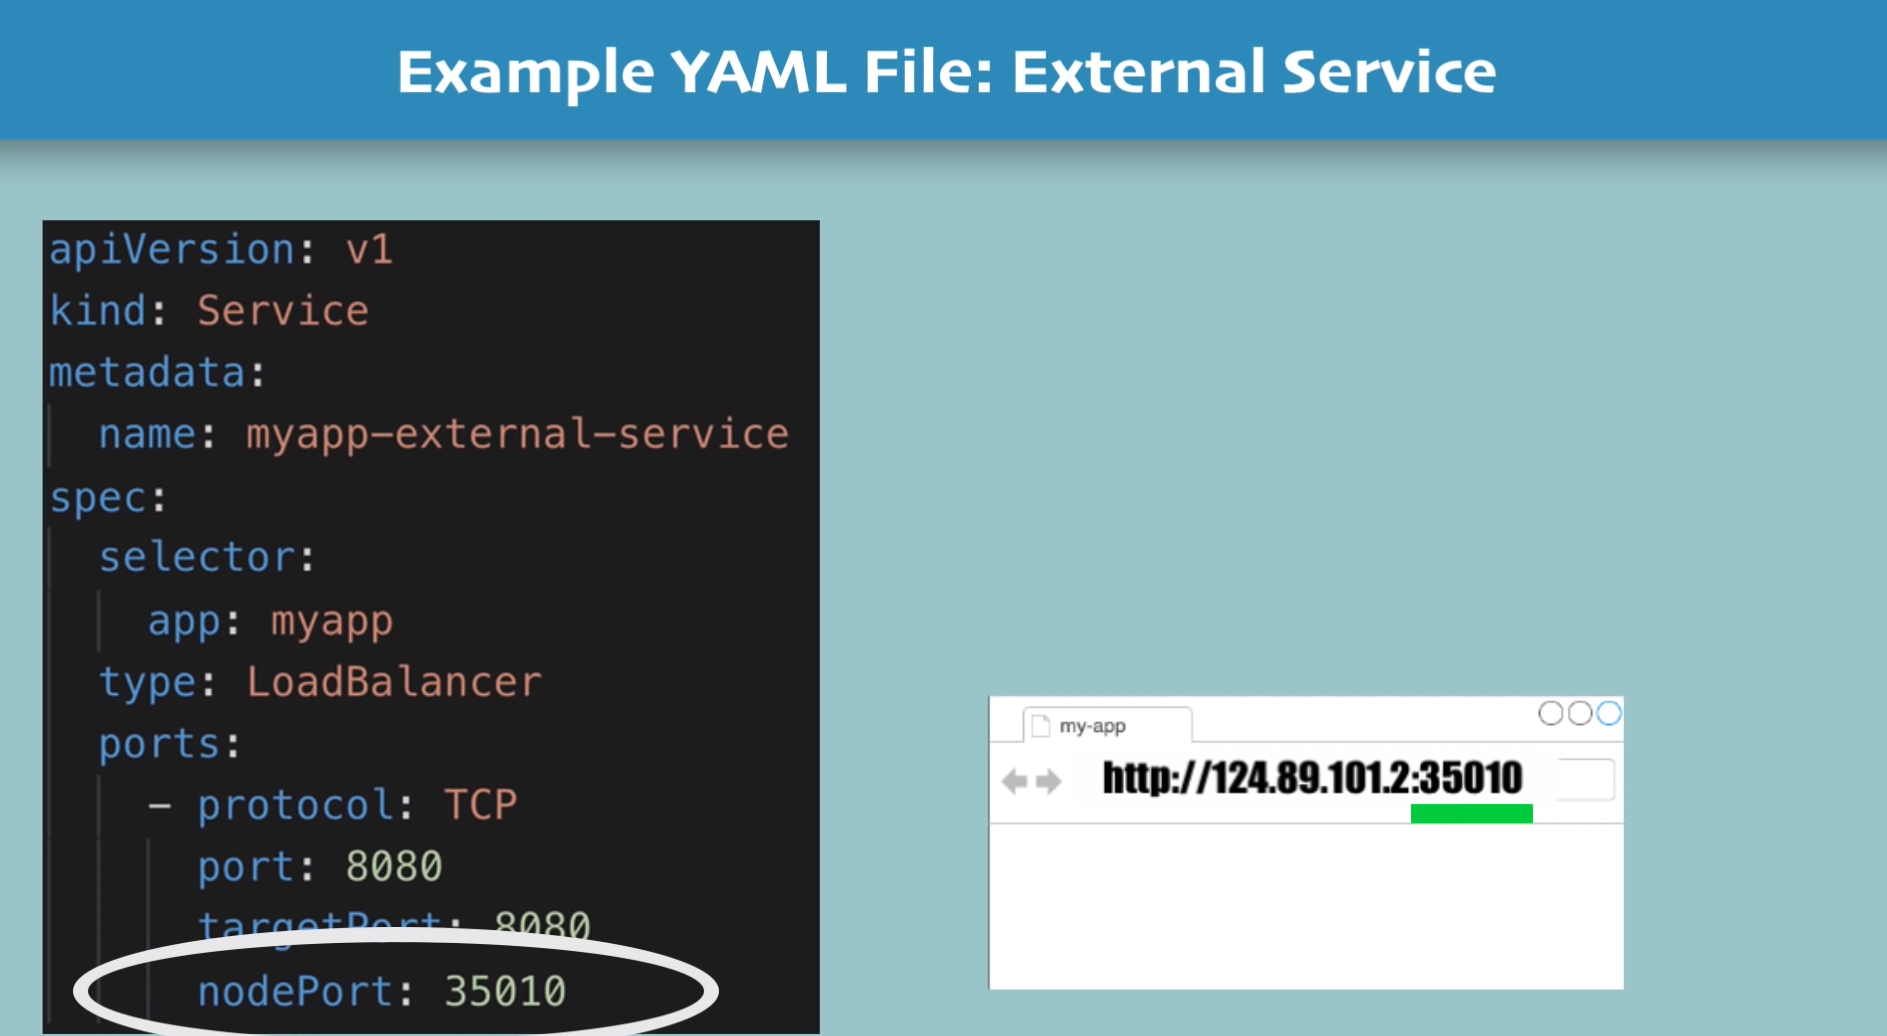 Example YAML File: External Service
apiVersion: v1
kind: Service
metadata:
  name: myapp-external-service
spec:
  selector:
    app: myapp
  type: LoadBalancer
  ports:
    - protocol: TCP
      port: 8080
      targetPort: 8080
      nodePort: 35010
my-app
http://124.89.101.2:35010